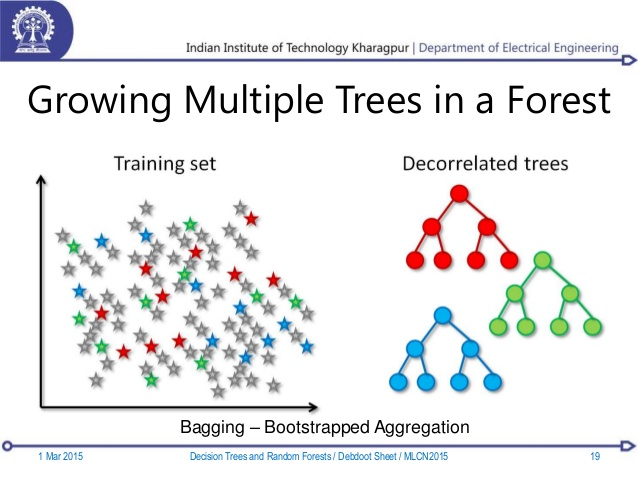 Indian Institute of Technology Kharagpur | Department of Electrical Engineering
Growing Multiple Trees in a Forest
Training set
Decorrelated trees
Bagging – Bootstrapped Aggregation
1 Mar 2015
Decision Trees and Random Forests / Debdoot Sheet / MLCN2015
19